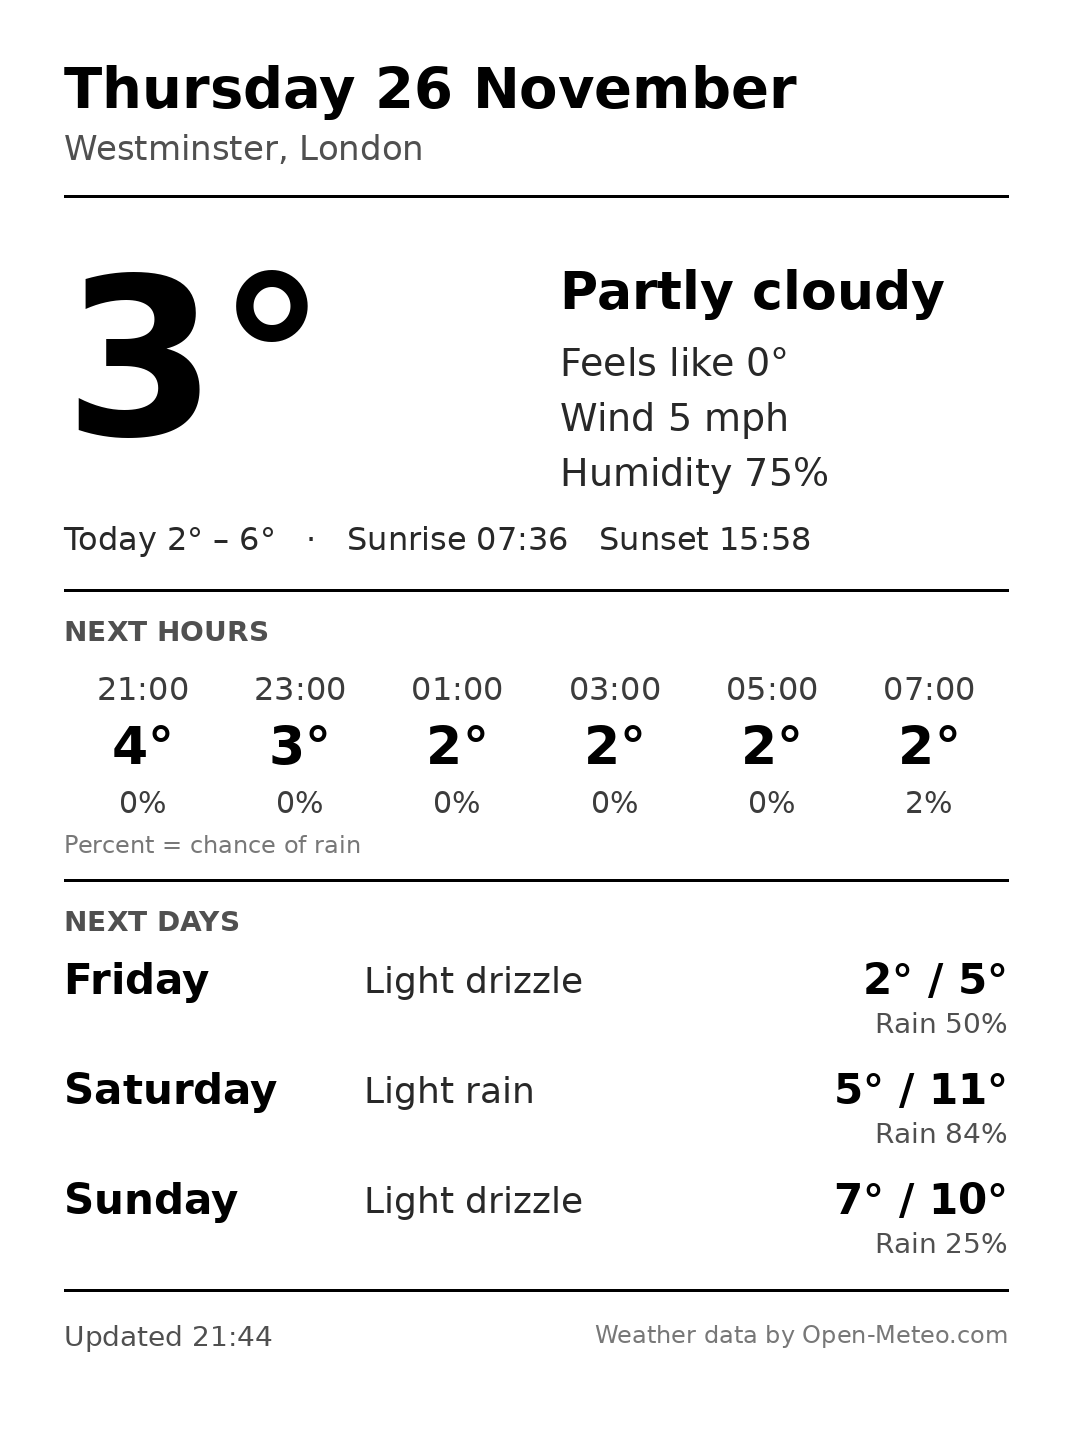 Thursday 26 November
Westminster, London
3°
Partly cloudy
Feels like 0°
Wind 5 mph
Humidity 75%
Today 2° – 6° · Sunrise 07:36 Sunset 15:58
NEXT HOURS
21:00 23:00 01:00 03:00 05:00 07:00
4° 3° 2° 2° 2° 2°
0% 0% 0% 0% 0% 2%
Percent = chance of rain
NEXT DAYS
Friday Light drizzle 2° / 5°
Rain 50%
Saturday Light rain 5° / 11°
Rain 84%
Sunday Light drizzle 7° / 10°
Rain 25%
Updated 21:44 Weather data by Open-Meteo.com